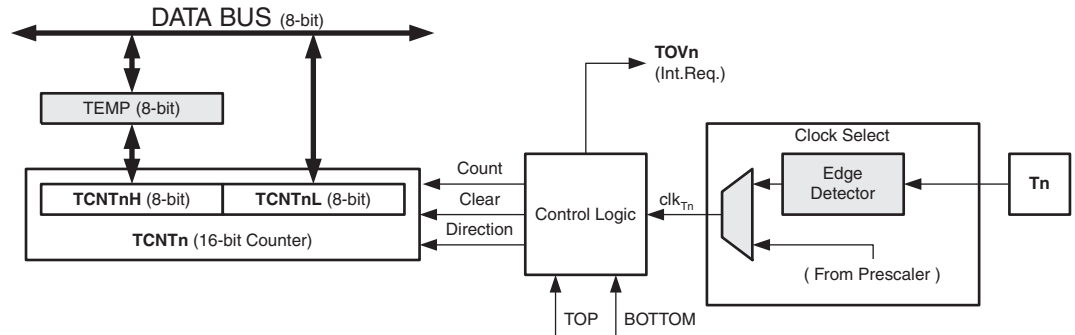 DATA BUS (8-bit)
TOVn
(Int.Req.)
TEMP (8-bit)
Clock Select
Count
Edge
Detector
Tn
TCNTnH (8-bit)
TCNTnL (8-bit)
Clear
Control Logic
clkTn
TCNTn (16-bit Counter)
Direction
( From Prescaler )
TOP
BOTTOM